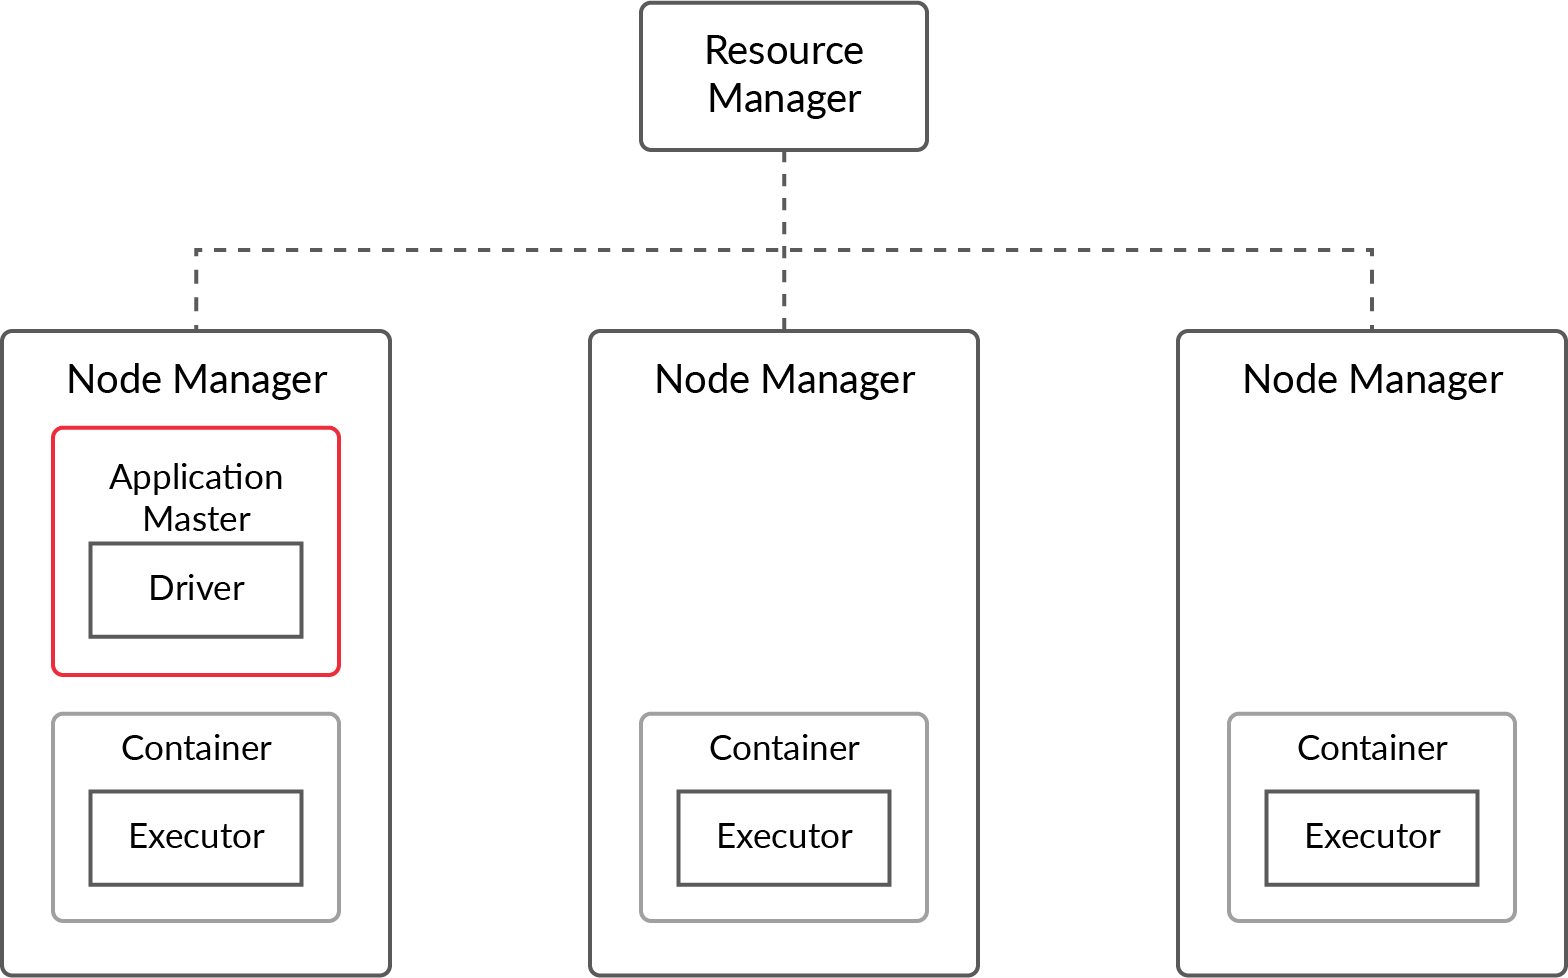 Resource
Manager
Node Manager
Application
Master
Driver
Container
Executor
Node Manager
Container
Executor
Node Manager
Container
Executor